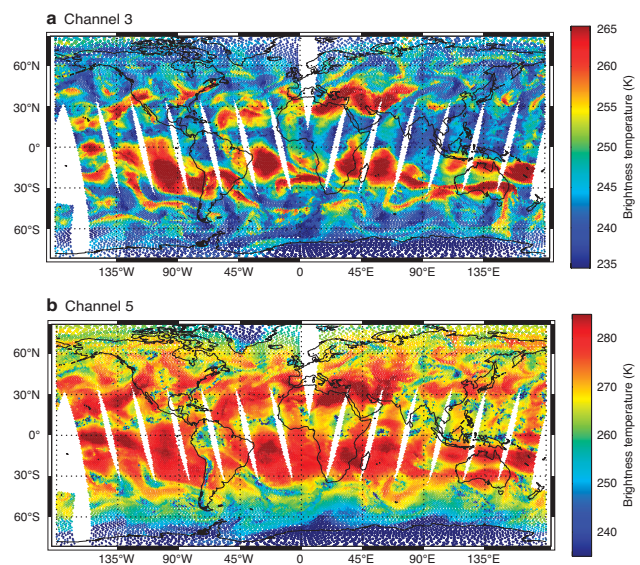 a Channel 3
60°N
30°N
0°
30°S
60°S
135°W 90°W 45°W 0 45°E 90°E 135°E
265
260
255
250
245
240
235
Brightness temperature (K)
b Channel 5
60°N
30°N
0°
30°S
60°S
135°W 90°W 45°W 0 45°E 90°E 135°E
280
270
260
250
240
Brightness temperature (K)